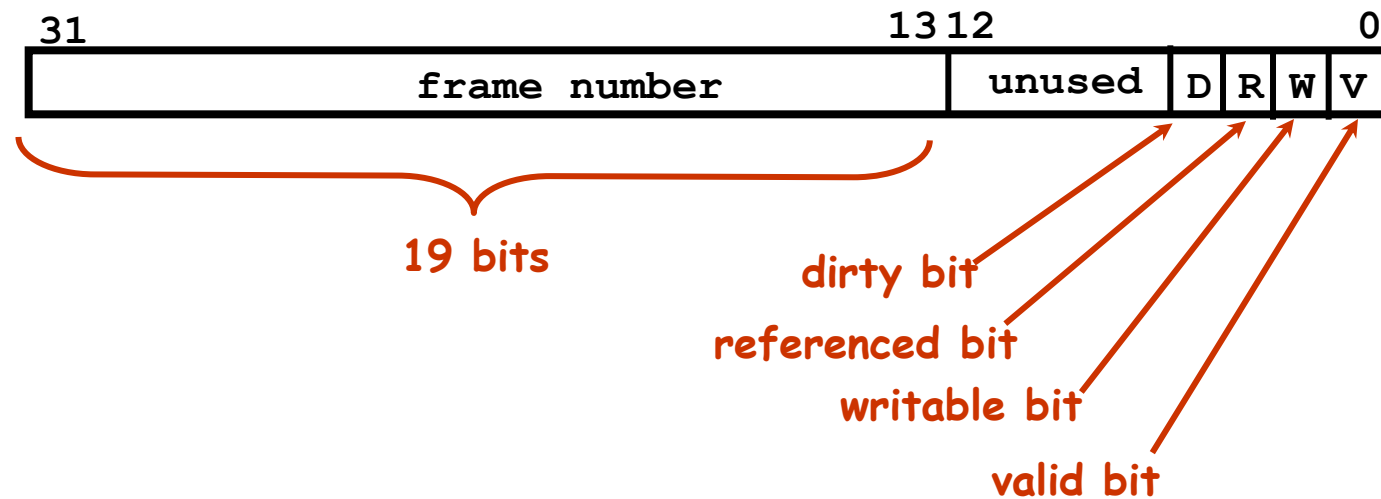 31 13 12 0
frame number unused D R W V
19 bits
dirty bit
referenced bit
writable bit
valid bit